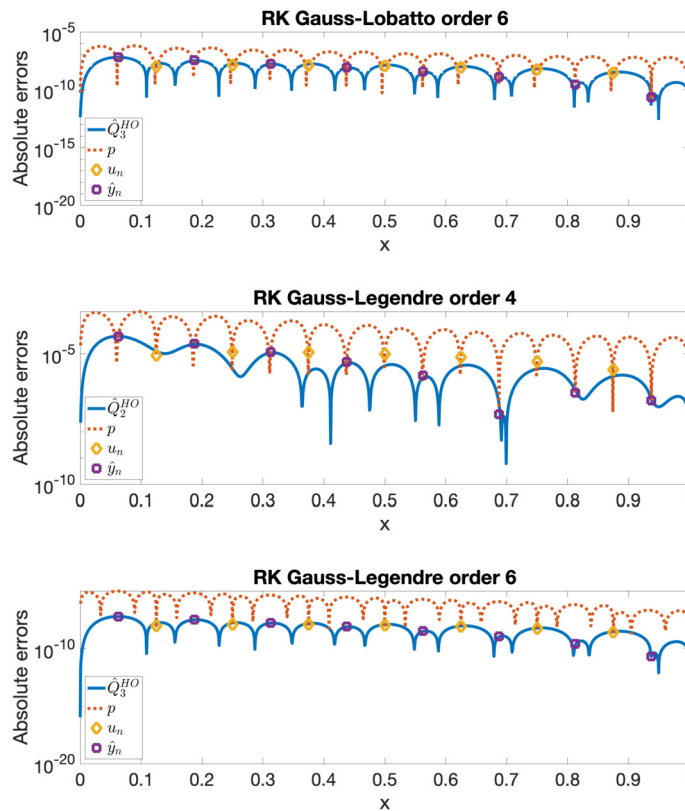 RK Gauss-Lobatto order 6
Absolute errors
10^-5
10^-10
10^-15
10^-20
Q̂_3^HO
p
u_n
ŷ_n
0 0.1 0.2 0.3 0.4 0.5 0.6 0.7 0.8 0.9
x
RK Gauss-Legendre order 4
Absolute errors
10^-5
10^-10
Q̂_2^HO
p
u_n
ŷ_n
0 0.1 0.2 0.3 0.4 0.5 0.6 0.7 0.8 0.9
x
RK Gauss-Legendre order 6
Absolute errors
10^-10
10^-20
Q̂_3^HO
p
u_n
ŷ_n
0 0.1 0.2 0.3 0.4 0.5 0.6 0.7 0.8 0.9
x